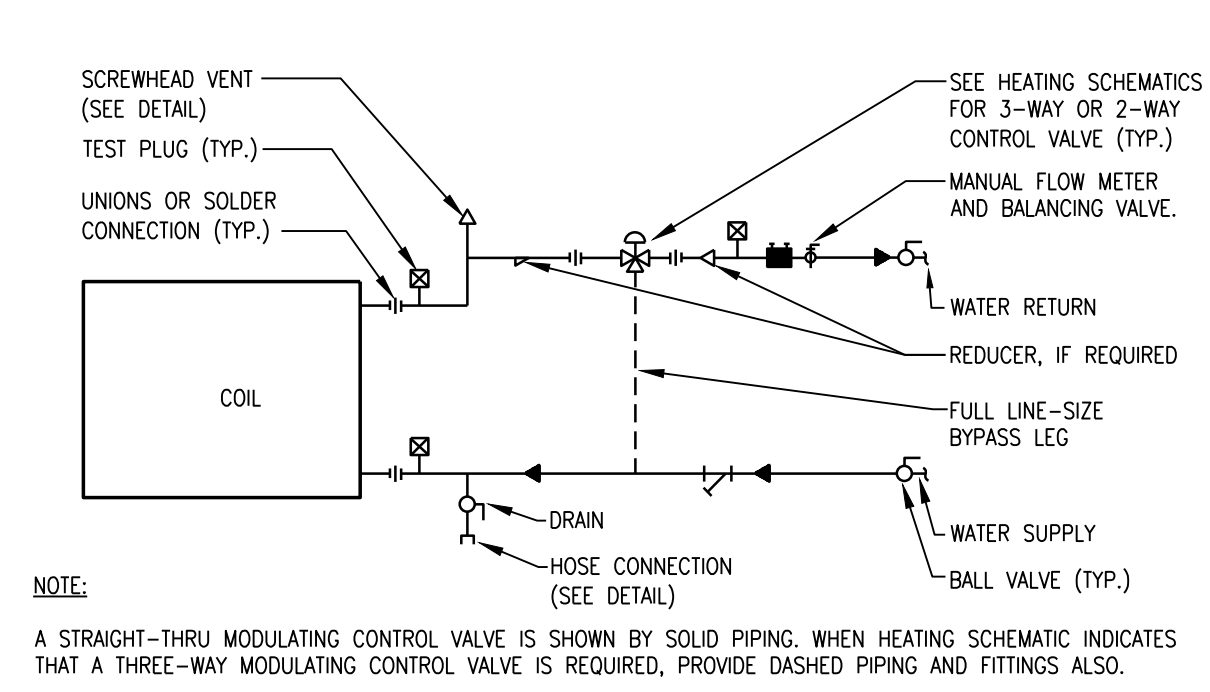 SCREWHEAD VENT
(SEE DETAIL)
TEST PLUG (TYP.)
UNIONS OR SOLDER
CONNECTION (TYP.)
SEE HEATING SCHEMATICS
FOR 3-WAY OR 2-WAY
CONTROL VALVE (TYP.)
MANUAL FLOW METER
AND BALANCING VALVE.
WATER RETURN
REDUCER, IF REQUIRED
COIL
FULL LINE-SIZE
BYPASS LEG
DRAIN
WATER SUPPLY
HOSE CONNECTION
(SEE DETAIL)
BALL VALVE (TYP.)
NOTE:
A STRAIGHT-THRU MODULATING CONTROL VALVE IS SHOWN BY SOLID PIPING. WHEN HEATING SCHEMATIC INDICATES
THAT A THREE-WAY MODULATING CONTROL VALVE IS REQUIRED, PROVIDE DASHED PIPING AND FITTINGS ALSO.